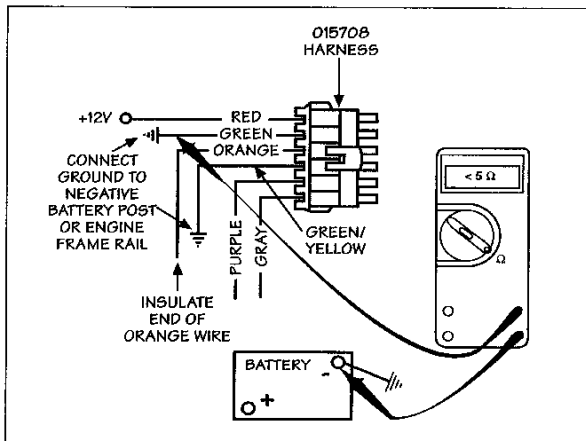 015708
HARNESS
+12V
RED
GREEN
ORANGE
CONNECT
GROUND TO
NEGATIVE
BATTERY POST
OR ENGINE
FRAME RAIL
PURPLE
GRAY
GREEN/
YELLOW
INSULATE
END OF
ORANGE WIRE
< 5 Ω
Ω
BATTERY
-
+